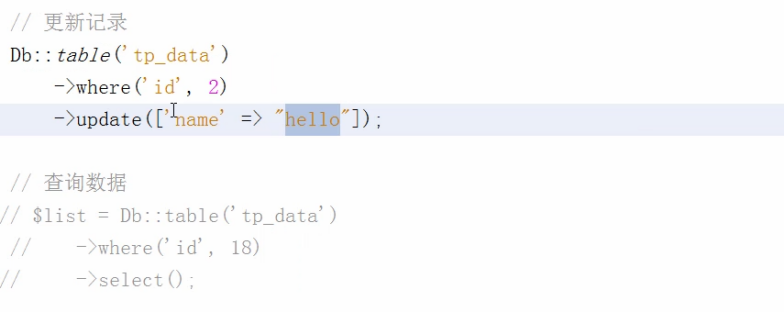 // 更新记录
Db::table('tp_data')
->where('id', 2)
->update(['name' => "hello"]);
// 查询数据
// $list = Db::table('tp_data')
// ->where('id', 18)
// ->select();